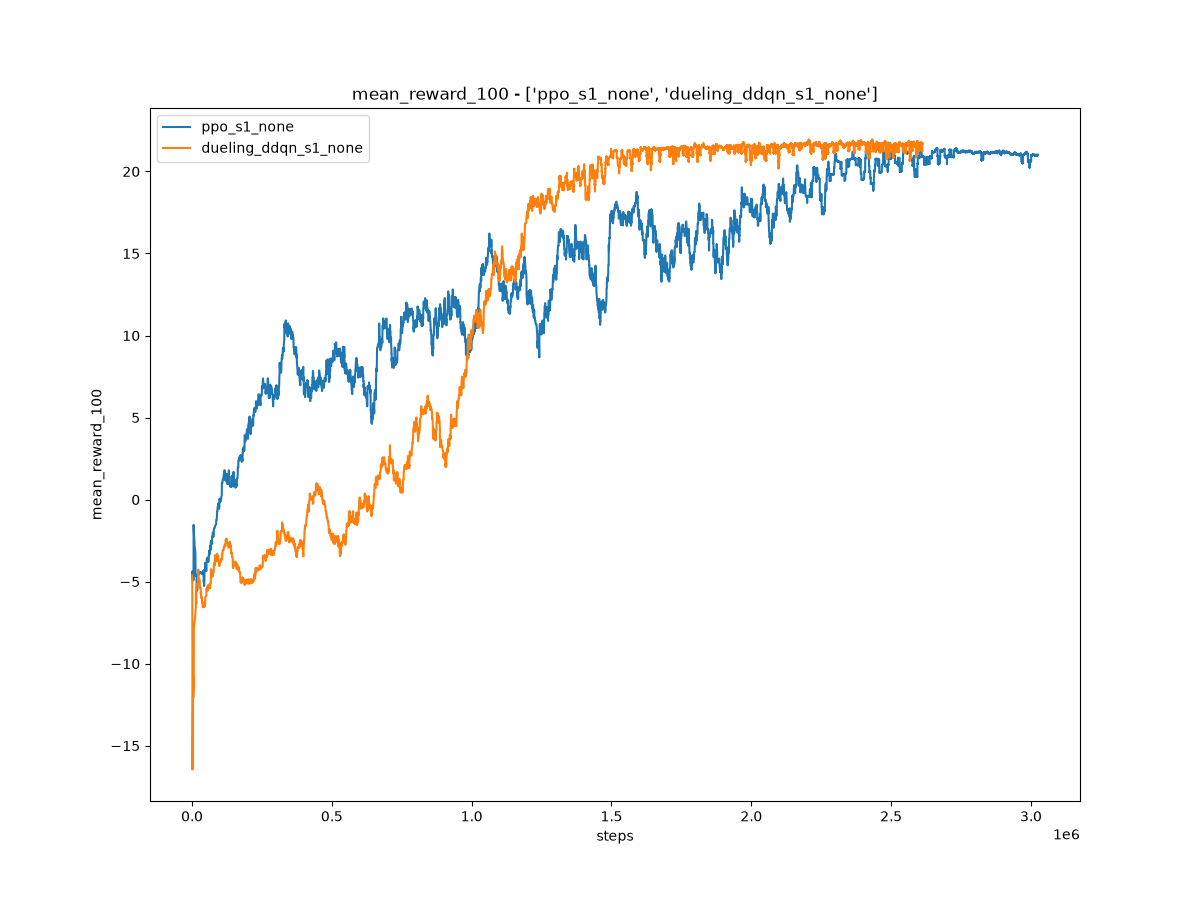 mean_reward_100 - ['ppo_s1_none', 'dueling_ddqn_s1_none']
ppo_s1_none
dueling_ddqn_s1_none
mean_reward_100
20
15
10
5
0
−5
−10
−15
0.0 0.5 1.0 1.5 2.0 2.5 3.0
steps
1e6